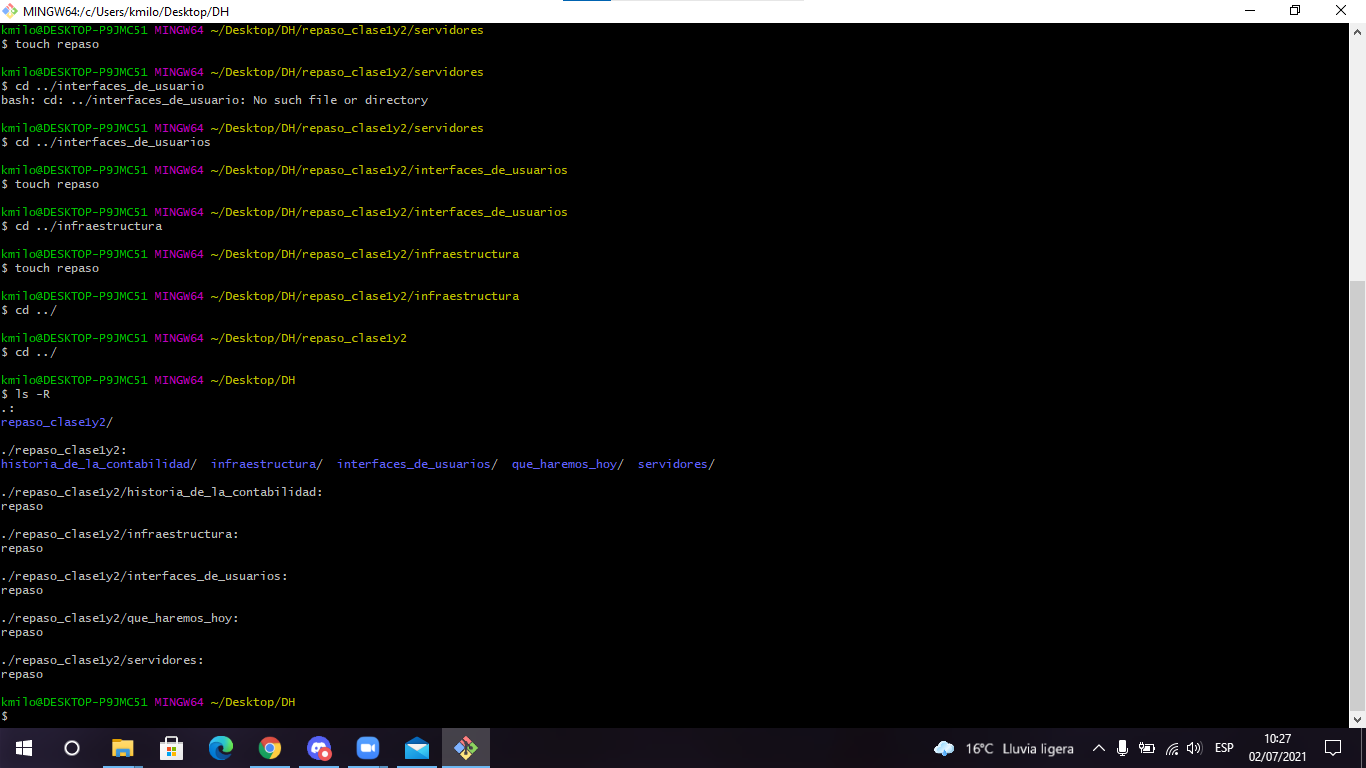 MINGW64:/c/Users/kmilo/Desktop/DH
kmilo@DESKTOP-P9JMC51 MINGW64 ~/Desktop/DH/repaso_clase1y2/servidores
$ touch repaso
kmilo@DESKTOP-P9JMC51 MINGW64 ~/Desktop/DH/repaso_clase1y2/servidores
$ cd ../interfaces_de_usuario
bash: cd: ../interfaces_de_usuario: No such file or directory
kmilo@DESKTOP-P9JMC51 MINGW64 ~/Desktop/DH/repaso_clase1y2/servidores
$ cd ../interfaces_de_usuarios
kmilo@DESKTOP-P9JMC51 MINGW64 ~/Desktop/DH/repaso_clase1y2/interfaces_de_usuarios
$ touch repaso
kmilo@DESKTOP-P9JMC51 MINGW64 ~/Desktop/DH/repaso_clase1y2/interfaces_de_usuarios
$ cd ../infraestructura
kmilo@DESKTOP-P9JMC51 MINGW64 ~/Desktop/DH/repaso_clase1y2/infraestructura
$ touch repaso
kmilo@DESKTOP-P9JMC51 MINGW64 ~/Desktop/DH/repaso_clase1y2/infraestructura
$ cd ../
kmilo@DESKTOP-P9JMC51 MINGW64 ~/Desktop/DH/repaso_clase1y2
$ cd ../
kmilo@DESKTOP-P9JMC51 MINGW64 ~/Desktop/DH
$ ls -R
.:
repaso_clase1y2/
./repaso_clase1y2:
historia_de_la_contabilidad/  infraestructura/  interfaces_de_usuarios/  que_haremos_hoy/  servidores/
./repaso_clase1y2/historia_de_la_contabilidad:
repaso
./repaso_clase1y2/infraestructura:
repaso
./repaso_clase1y2/interfaces_de_usuarios:
repaso
./repaso_clase1y2/que_haremos_hoy:
repaso
./repaso_clase1y2/servidores:
repaso
kmilo@DESKTOP-P9JMC51 MINGW64 ~/Desktop/DH
$
16°C Lluvia ligera ESP 10:27
02/07/2021